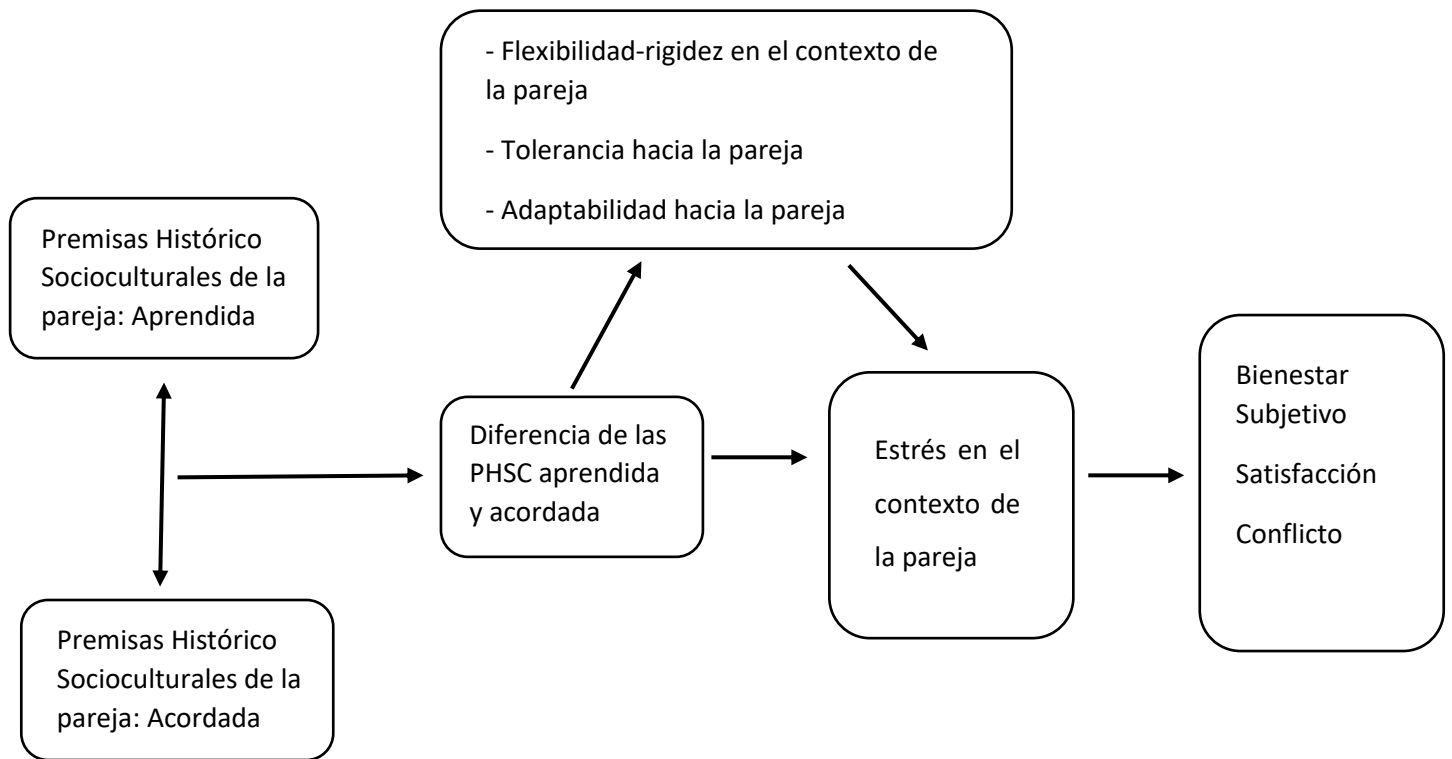 - Flexibilidad-rigidez en el contexto de
la pareja
- Tolerancia hacia la pareja
- Adaptabilidad hacia la pareja
Premisas Histórico
Socioculturales de la
pareja: Aprendida
Diferencia de las
PHSC aprendida
y acordada
Estrés en el
contexto de
la pareja
Bienestar
Subjetivo
Satisfacción
Conflicto
Premisas Histórico
Socioculturales de la
pareja: Acordada